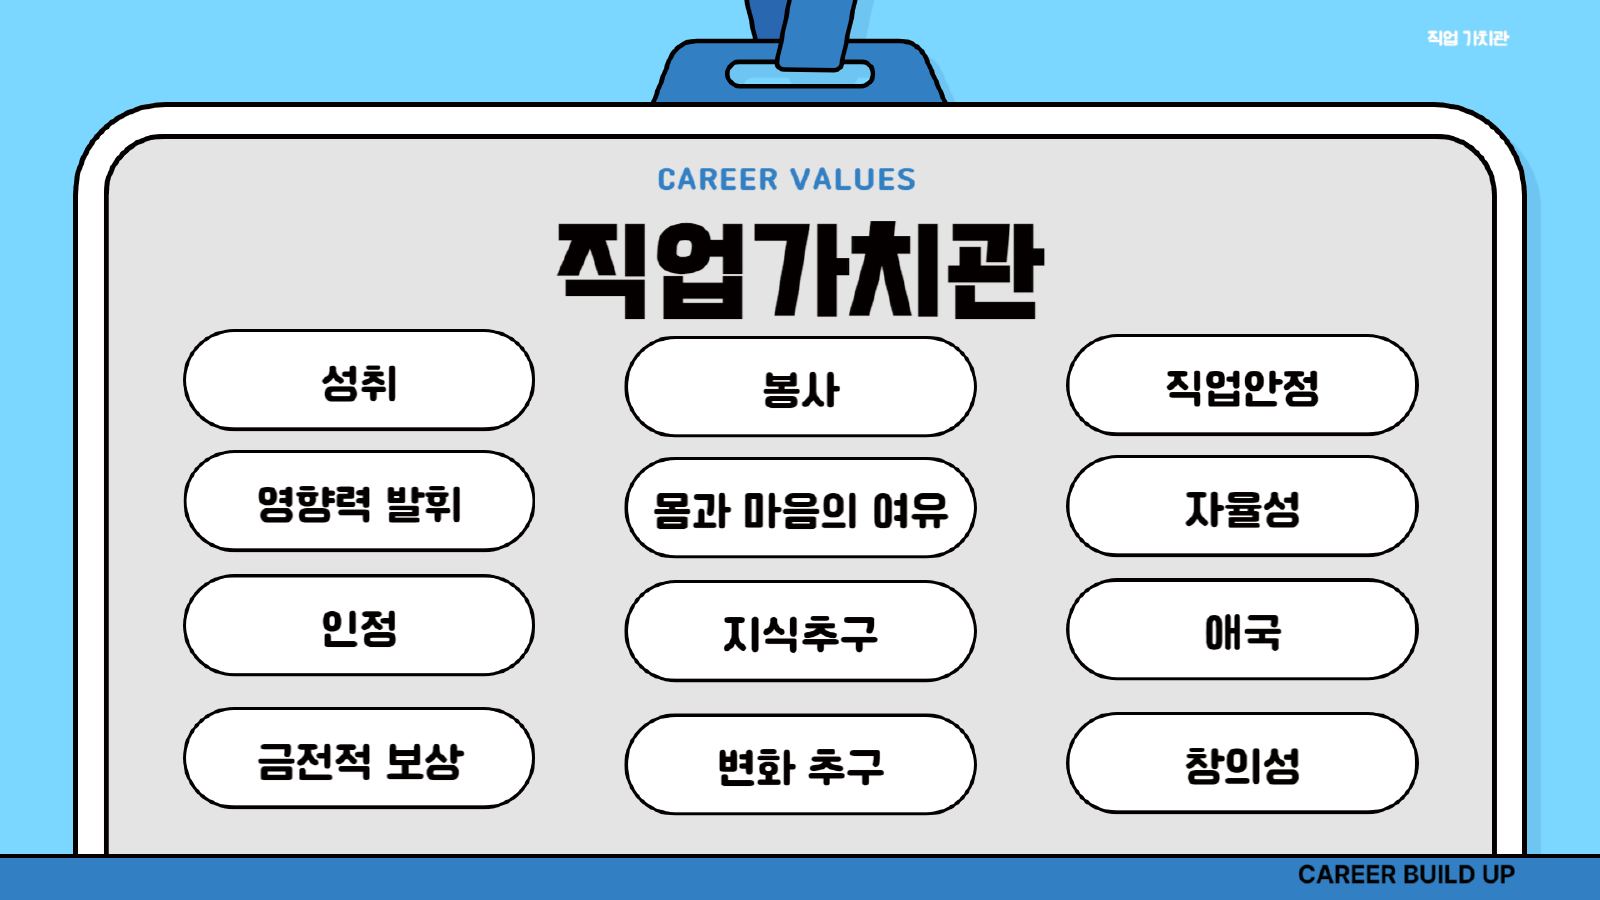 직업 가치관
CAREER VALUES
직업가치관
성취
봉사
직업안정
영향력 발휘
몸과 마음의 여유
자율성
인정
지식추구
애국
금전적 보상
변화 추구
창의성
CAREER BUILD UP